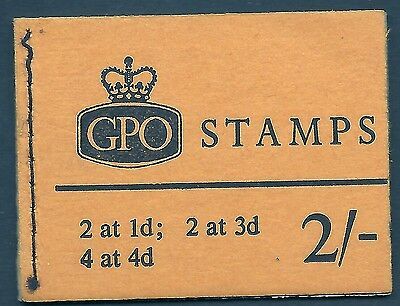 GPO STAMPS
2 at 1d; 2 at 3d
4 at 4d 2/-